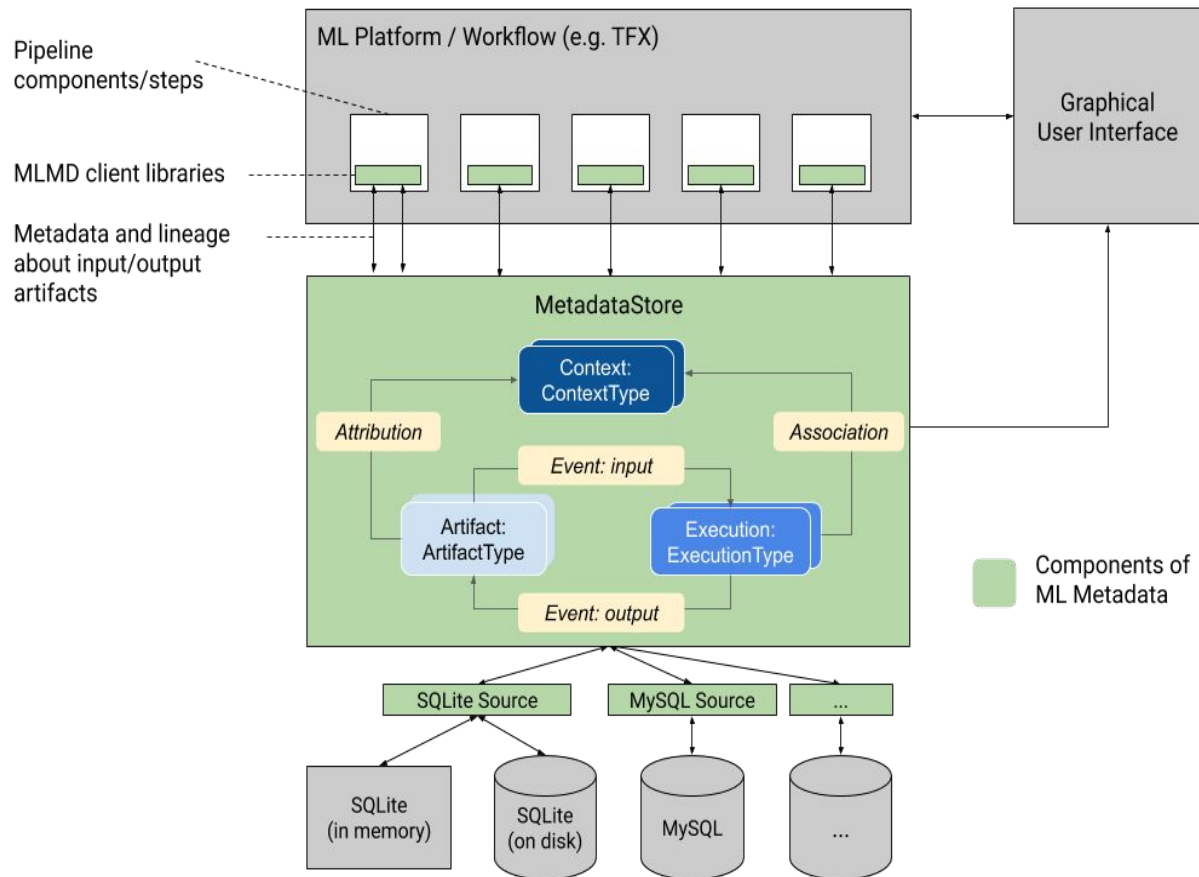 ML Platform / Workflow (e.g. TFX)
Pipeline
components/steps
Graphical
User Interface
MLMD client libraries
Metadata and lineage
about input/output
artifacts
MetadataStore
Context:
ContextType
Attribution
Association
Event: input
Artifact:
ArtifactType
Execution:
ExecutionType
Event: output
Components of
ML Metadata
SQLite Source
MySQL Source
...
SQLite
(in memory)
SQLite
(on disk)
MySQL
...